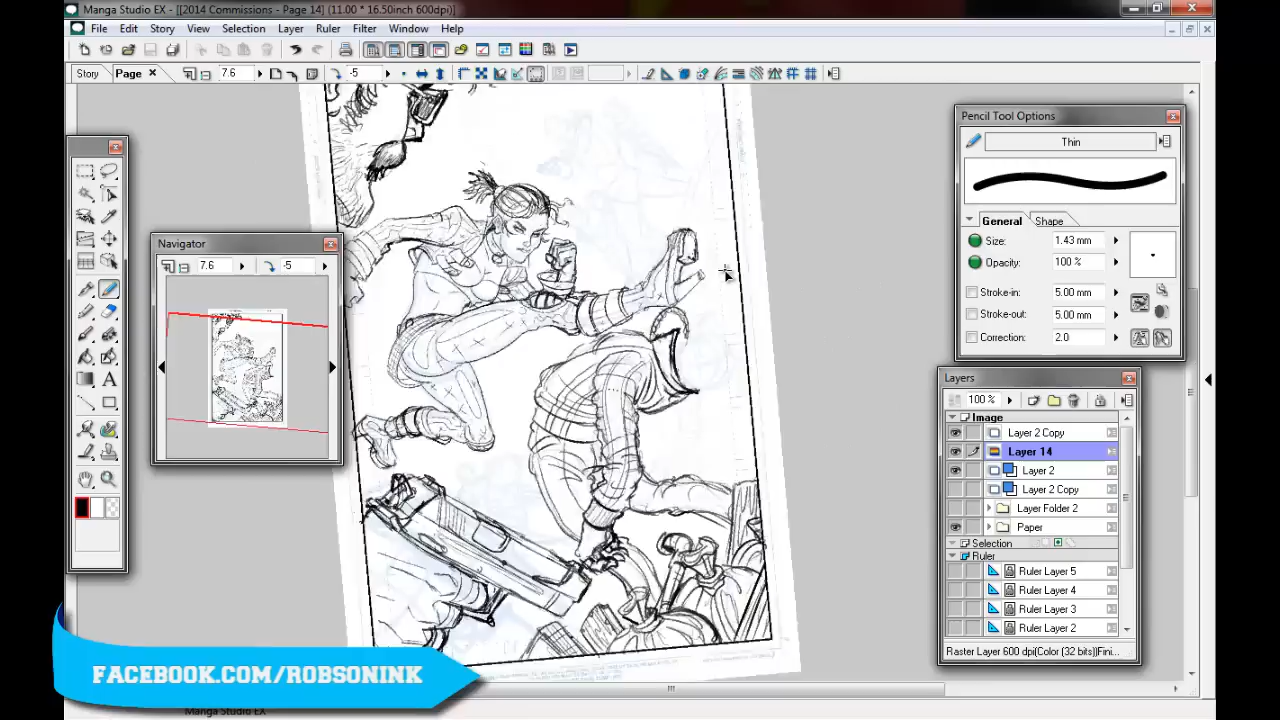 Manga Studio EX - [[2014 Commissions - Page 14] (11.00 * 16.50inch 600dpi)]
File Edit Story View Selection Layer Ruler Filter Window Help
Story Page 7.6 -5
Pencil Tool Options
Thin
General Shape
Size: 1.43 mm
Opacity: 100 %
Stroke-in: 5.00 mm
Stroke-out: 5.00 mm
Correction: 2.0
Navigator
7.6 -5
Layers
100 %
Image
Layer 2 Copy
Layer 14
Layer 2
Layer 2 Copy
Layer Folder 2
Paper
Selection
Ruler
Ruler Layer 5
Ruler Layer 4
Ruler Layer 3
Ruler Layer 2
Raster Layer 600 dpi(Color (32 bits))Fini...
FACEBOOK.COM/ROBSONINK
Manga Studio EX